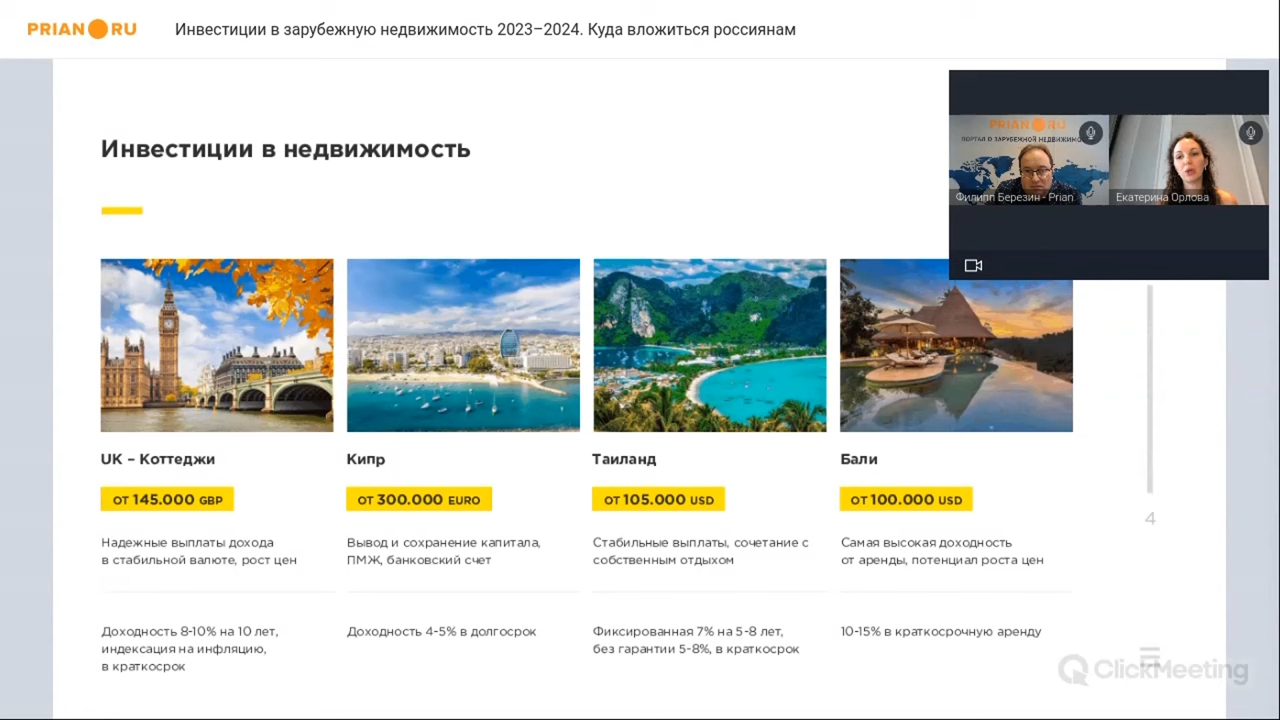 PRIAN RU
Инвестиции в зарубежную недвижимость 2023–2024. Куда вложиться россиянам
PRIAN RU
ПОРТАЛ О ЗАРУБЕЖНОЙ НЕДВИЖИМО
Филипп Березин - Prian
Екатерина Орлова
Инвестиции в недвижимость
UK – Коттеджи
ОТ 145.000 GBP
Надежные выплаты дохода
в стабильной валюте, рост цен
Доходность 8-10% на 10 лет,
индексация на инфляцию,
в краткосрок
Кипр
ОТ 300.000 EURO
Вывод и сохранение капитала,
ПМЖ, банковский счет
Доходность 4-5% в долгосрок
Таиланд
ОТ 105.000 USD
Стабильные выплаты, сочетание с
собственным отдыхом
Фиксированная 7% на 5-8 лет,
без гарантии 5-8%, в краткосрок
Бали
ОТ 100.000 USD
Самая высокая доходность
от аренды, потенциал роста цен
10-15% в краткосрочную аренду
4
ClickMeeting